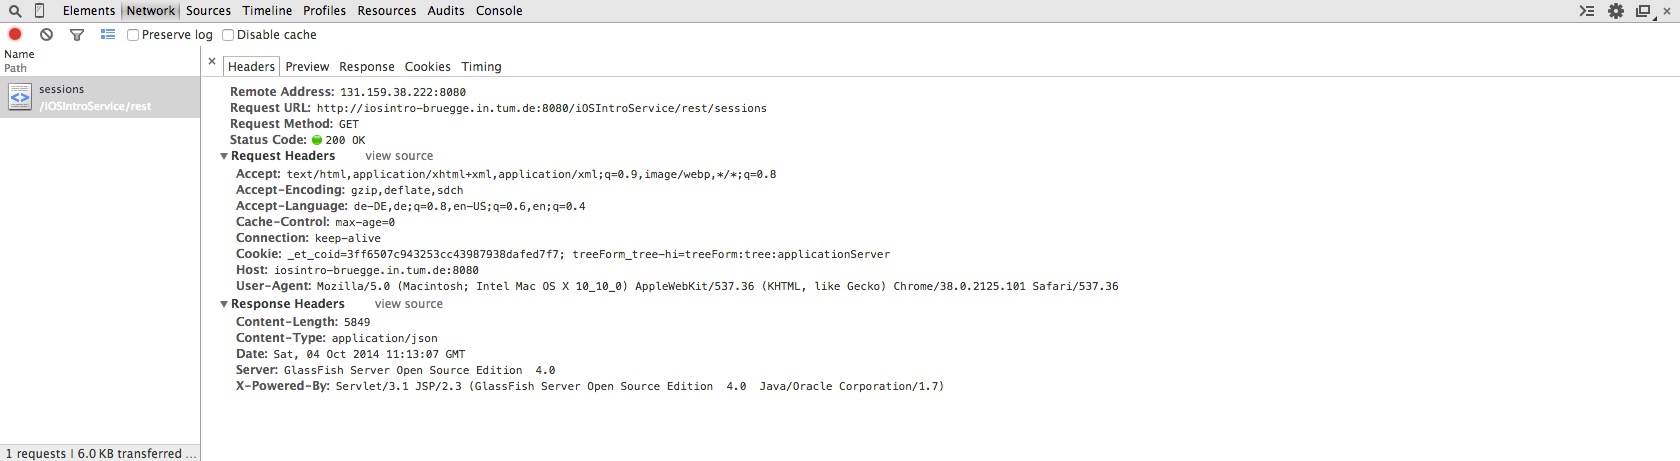 Elements Network Sources Timeline Profiles Resources Audits Console
Preserve log Disable cache
Name
Path
Headers Preview Response Cookies Timing
sessions
/iOSIntroService/rest
Remote Address: 131.159.38.222:8080
Request URL: http://iosintro-bruegge.in.tum.de:8080/iOSIntroService/rest/sessions
Request Method: GET
Status Code: 200 OK
Request Headers view source
Accept: text/html,application/xhtml+xml,application/xml;q=0.9,image/webp,*/*;q=0.8
Accept-Encoding: gzip,deflate,sdch
Accept-Language: de-DE,de;q=0.8,en-US;q=0.6,en;q=0.4
Cache-Control: max-age=0
Connection: keep-alive
Cookie: _et_coid=3ff6507c943253cc43987938dafed7f7; treeForm_tree-hi=treeForm:tree:applicationServer
Host: iosintro-bruegge.in.tum.de:8080
User-Agent: Mozilla/5.0 (Macintosh; Intel Mac OS X 10_10_0) AppleWebKit/537.36 (KHTML, like Gecko) Chrome/38.0.2125.101 Safari/537.36
Response Headers view source
Content-Length: 5849
Content-Type: application/json
Date: Sat, 04 Oct 2014 11:13:07 GMT
Server: GlassFish Server Open Source Edition 4.0
X-Powered-By: Servlet/3.1 JSP/2.3 (GlassFish Server Open Source Edition 4.0 Java/Oracle Corporation/1.7)
1 requests | 6.0 KB transferred ...